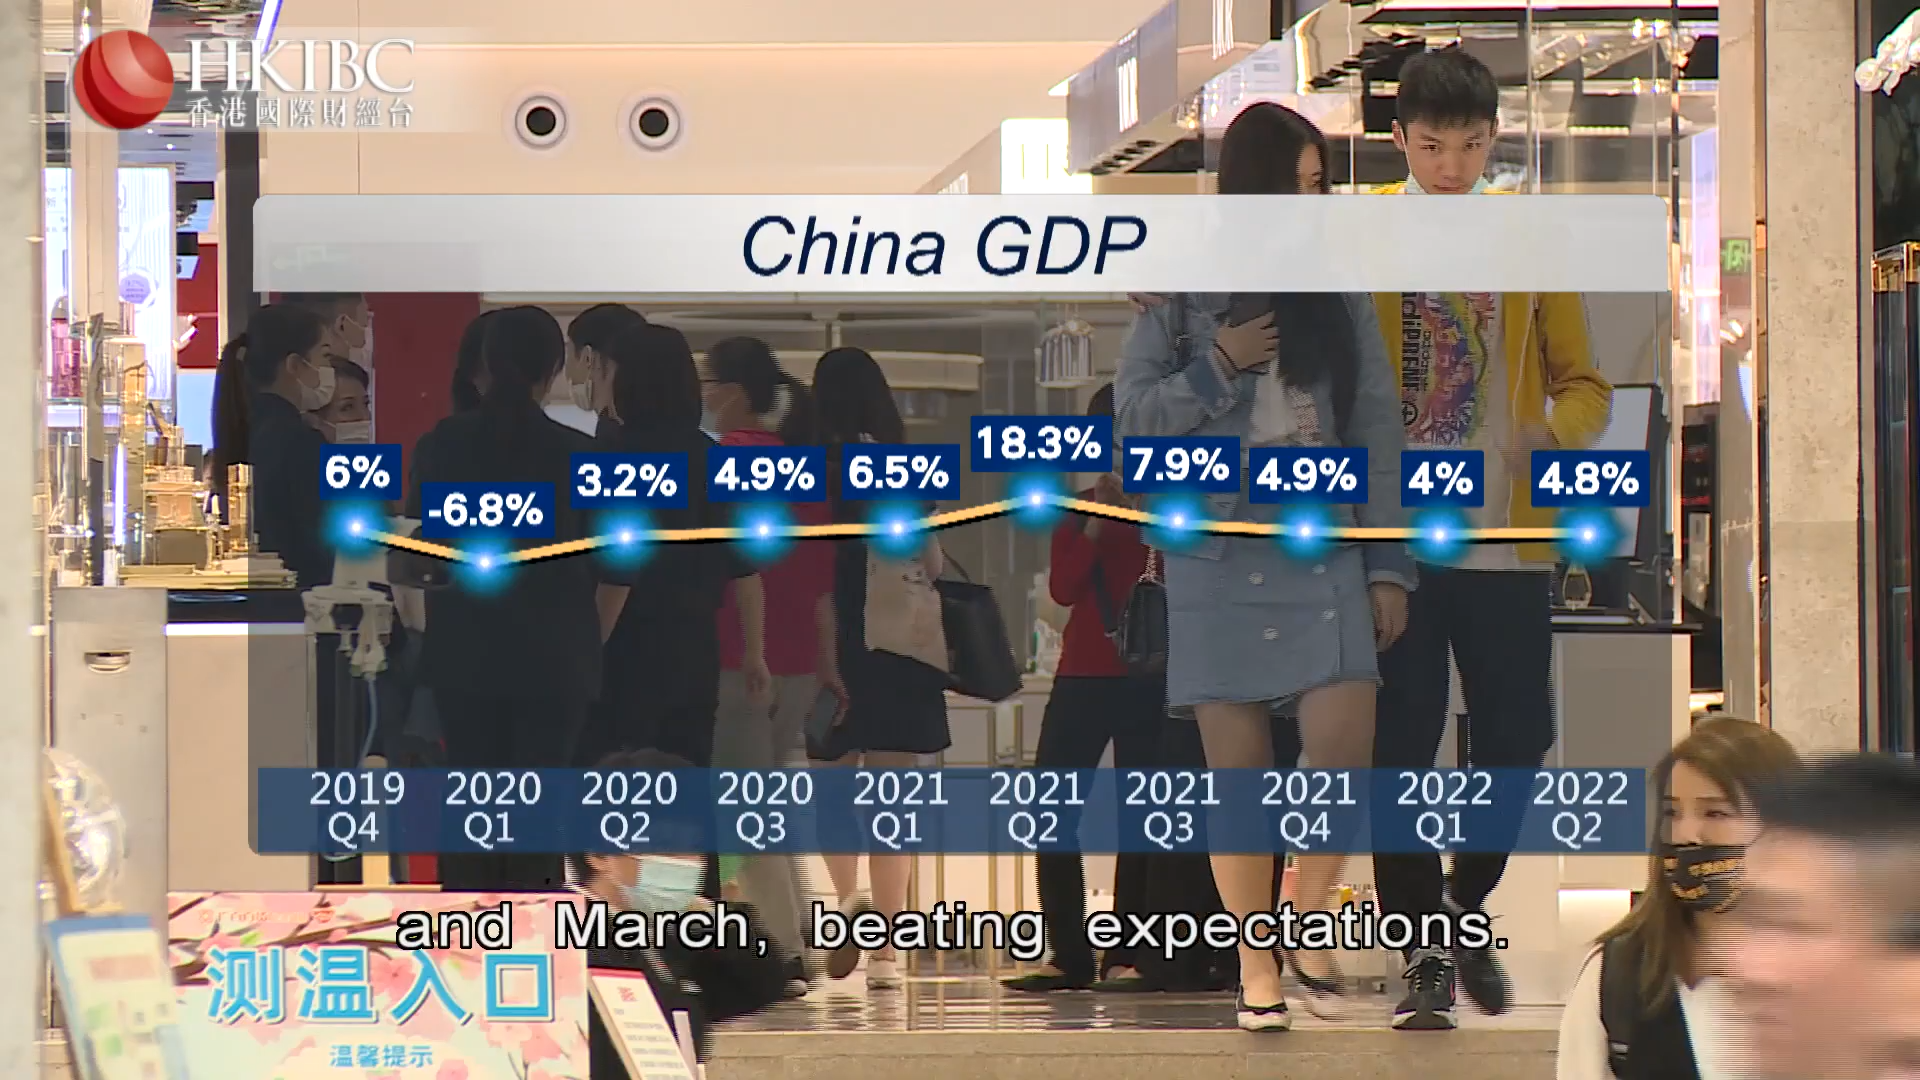 HKIBC
香港國際財經台
China GDP
6%
-6.8%
3.2%
4.9%
6.5%
18.3%
7.9%
4.9%
4%
4.8%
2019 Q4
2020 Q1
2020 Q2
2020 Q3
2021 Q1
2021 Q2
2021 Q3
2021 Q4
2022 Q1
2022 Q2
and March, beating expectations.
测温入口
温馨提示